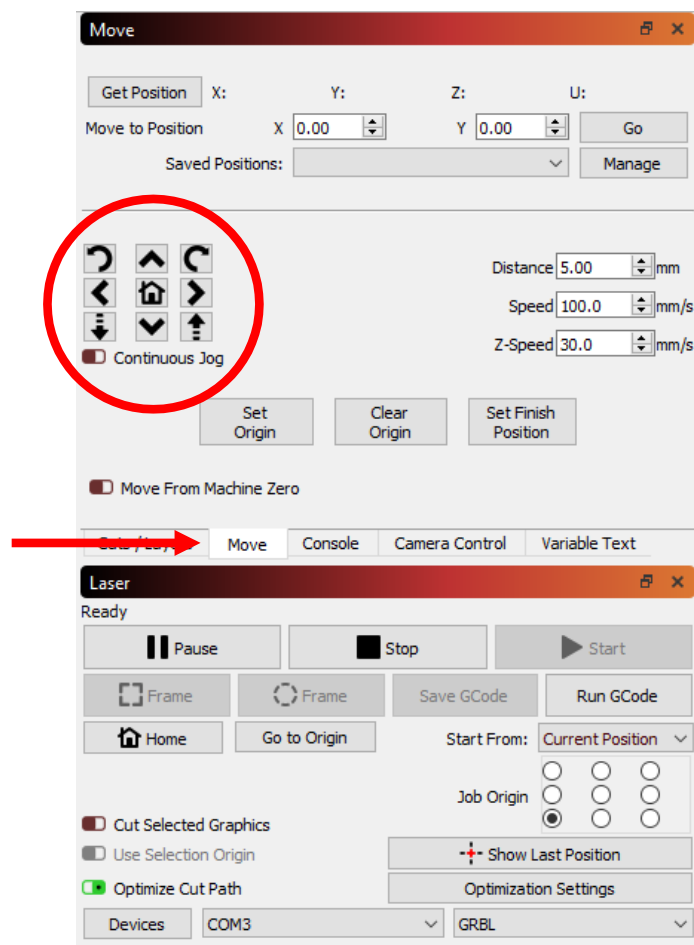 Move
Get Position X: Y: Z: U:
Move to Position X 0.00 Y 0.00 Go
Saved Positions: Manage
Distance 5.00 mm
Speed 100.0 mm/s
Z-Speed 30.0 mm/s
Continuous Jog
Set Origin Clear Origin Set Finish Position
Move From Machine Zero
Cuts / Layers Move Console Camera Control Variable Text
Laser
Ready
Pause Stop Start
Frame Frame Save GCode Run GCode
Home Go to Origin Start From: Current Position
Job Origin
Cut Selected Graphics
Use Selection Origin Show Last Position
Optimize Cut Path Optimization Settings
Devices COM3 GRBL